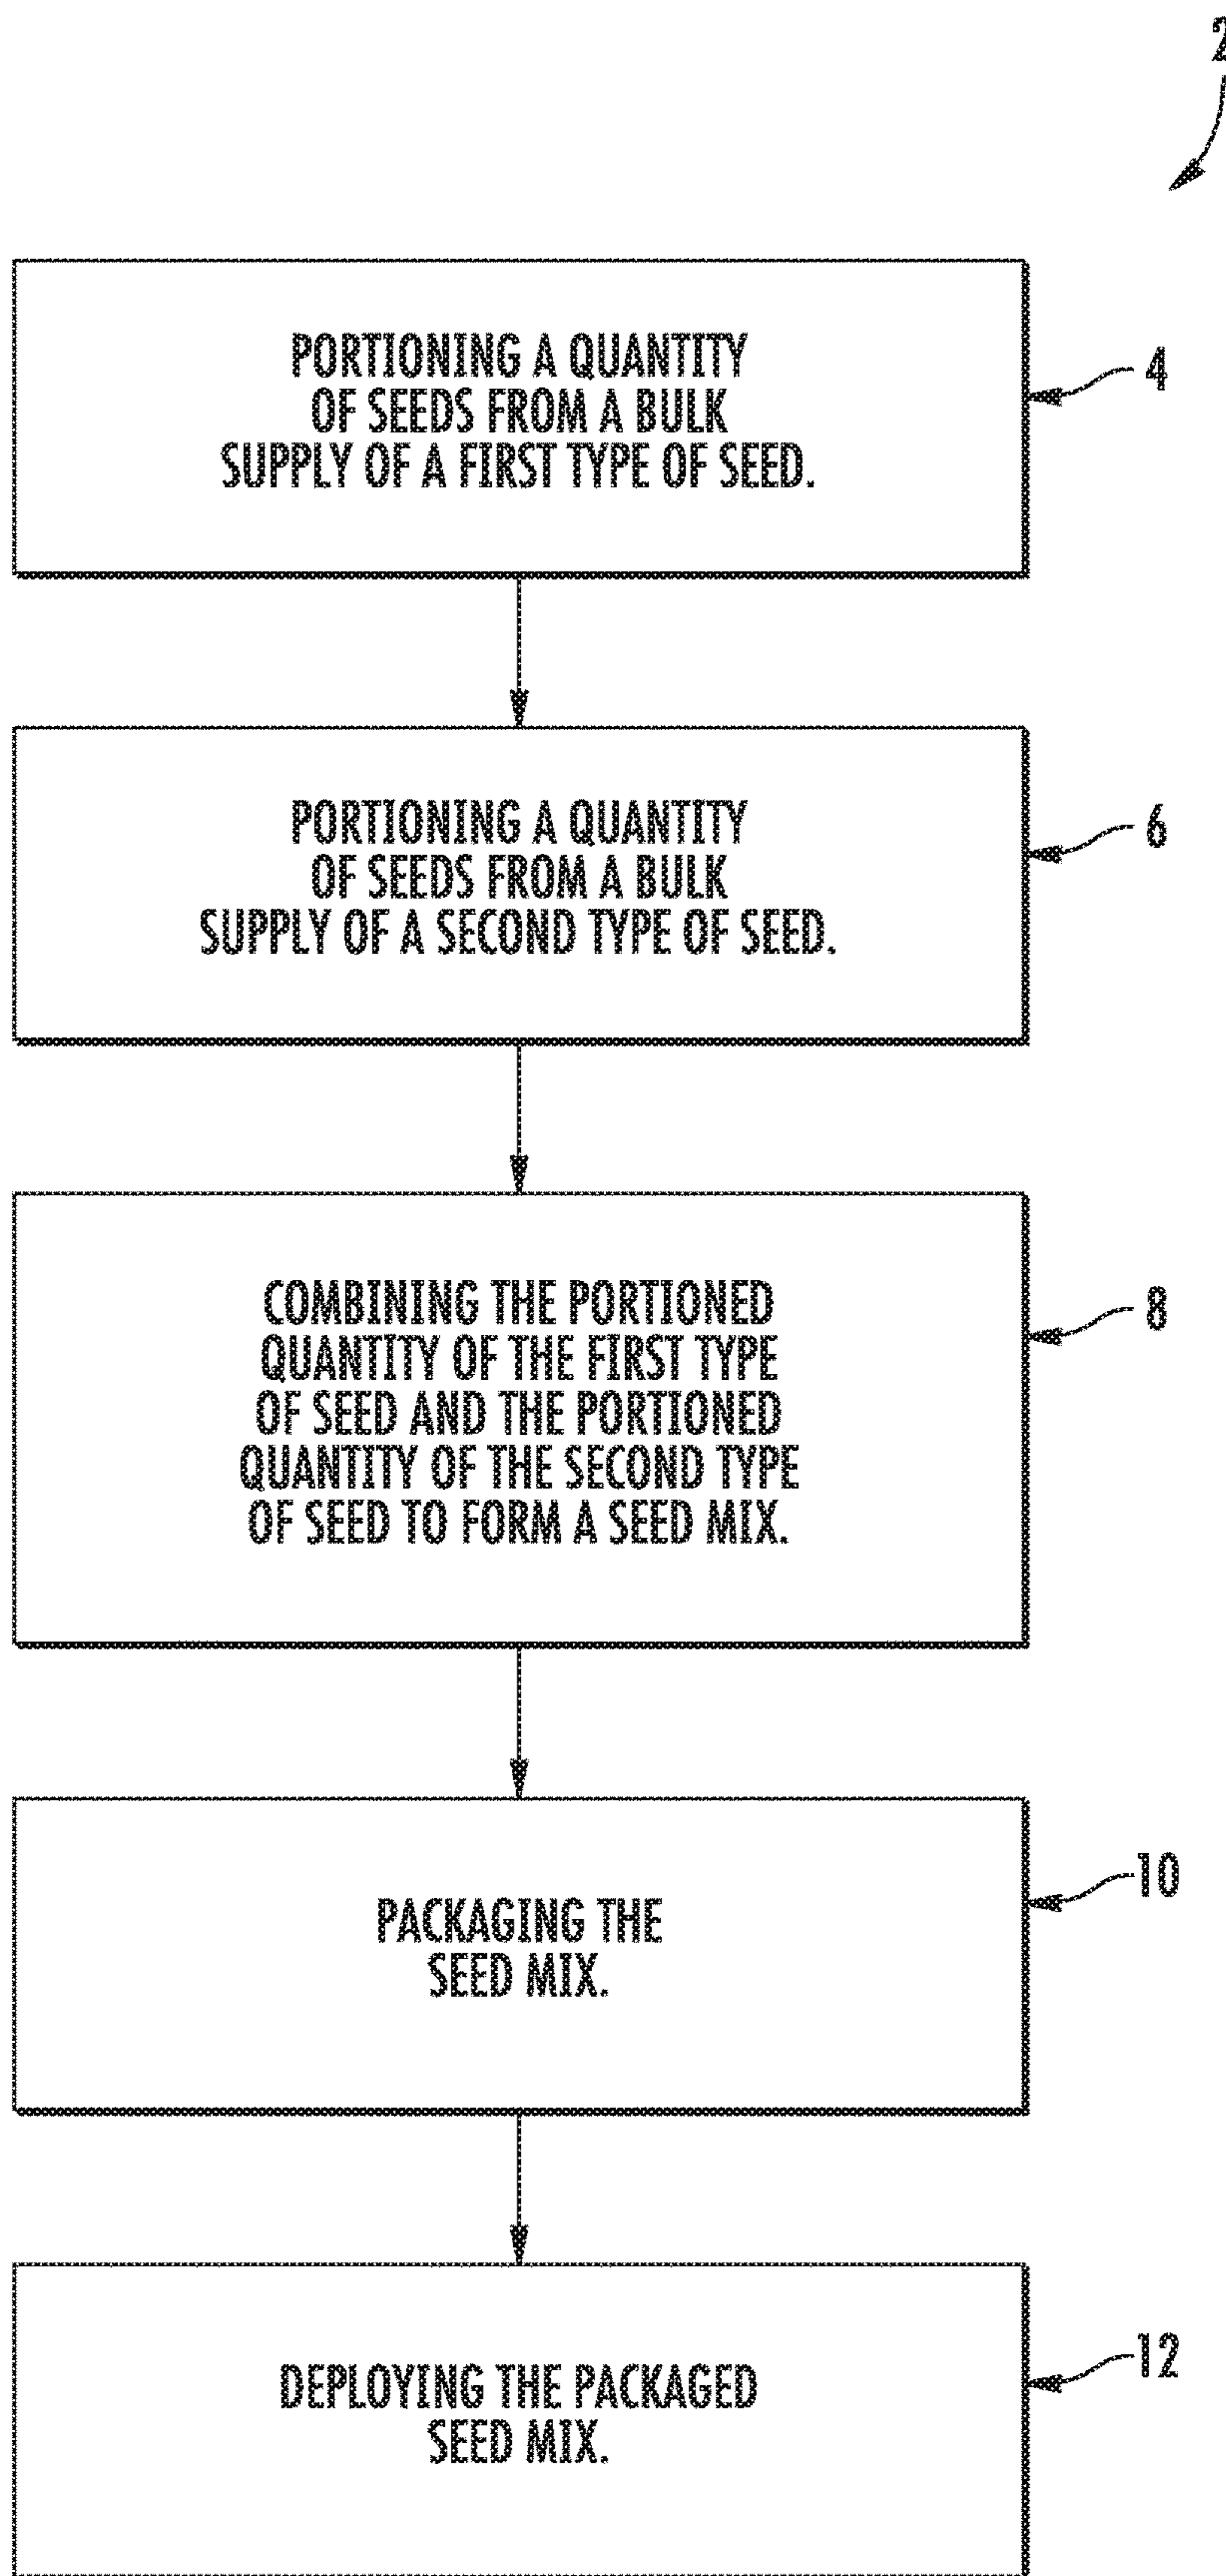 2
PORTIONING A QUANTITY
OF SEEDS FROM A BULK
SUPPLY OF A FIRST TYPE OF SEED.
4
PORTIONING A QUANTITY
OF SEEDS FROM A BULK
SUPPLY OF A SECOND TYPE OF SEED.
6
COMBINING THE PORTIONED
QUANTITY OF THE FIRST TYPE
OF SEED AND THE PORTIONED
QUANTITY OF THE SECOND TYPE
OF SEED TO FORM A SEED MIX.
8
PACKAGING THE
SEED MIX.
10
DEPLOYING THE PACKAGED
SEED MIX.
12